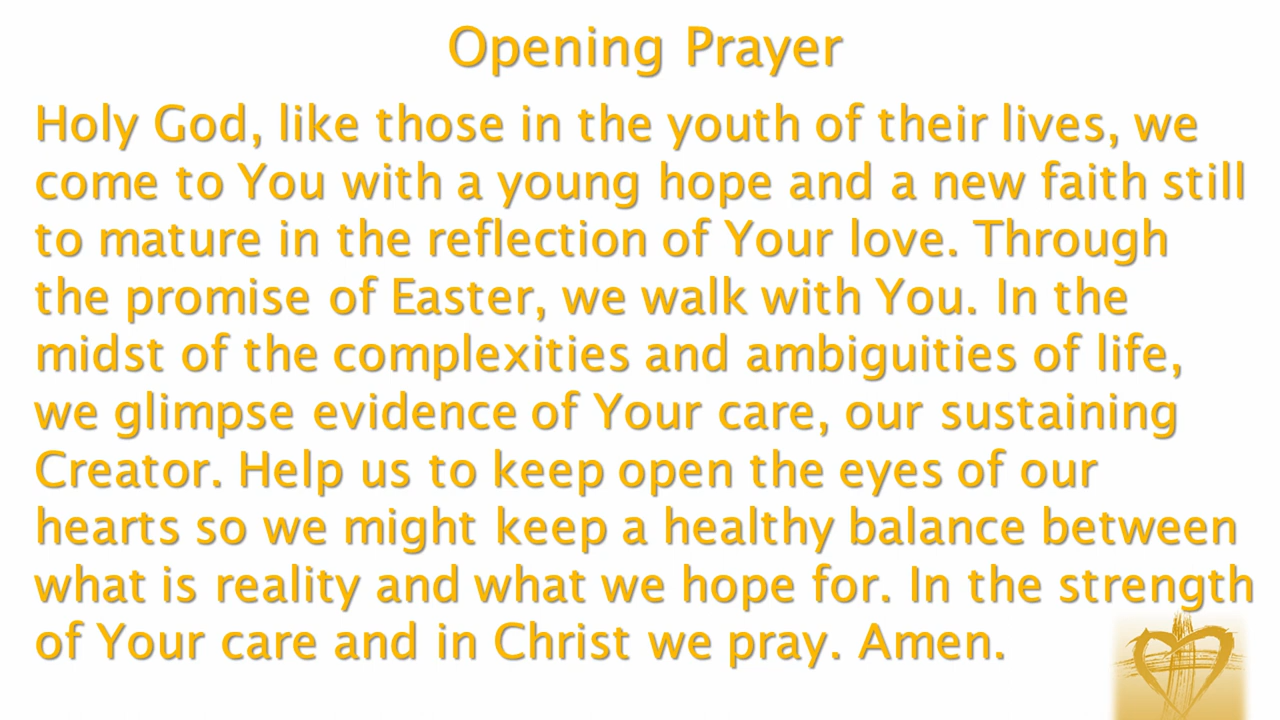 Opening Prayer
Holy God, like those in the youth of their lives, we
come to You with a young hope and a new faith still
to mature in the reflection of Your love. Through
the promise of Easter, we walk with You. In the
midst of the complexities and ambiguities of life,
we glimpse evidence of Your care, our sustaining
Creator. Help us to keep open the eyes of our
hearts so we might keep a healthy balance between
what is reality and what we hope for. In the strength
of Your care and in Christ we pray. Amen.